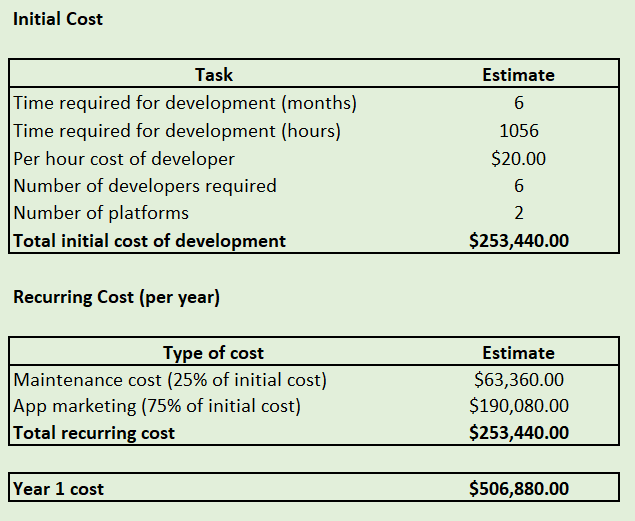 Initial Cost
Task Estimate
Time required for development (months) 6
Time required for development (hours) 1056
Per hour cost of developer $20.00
Number of developers required 6
Number of platforms 2
Total initial cost of development $253,440.00
Recurring Cost (per year)
Type of cost Estimate
Maintenance cost (25% of initial cost) $63,360.00
App marketing (75% of initial cost) $190,080.00
Total recurring cost $253,440.00
Year 1 cost $506,880.00